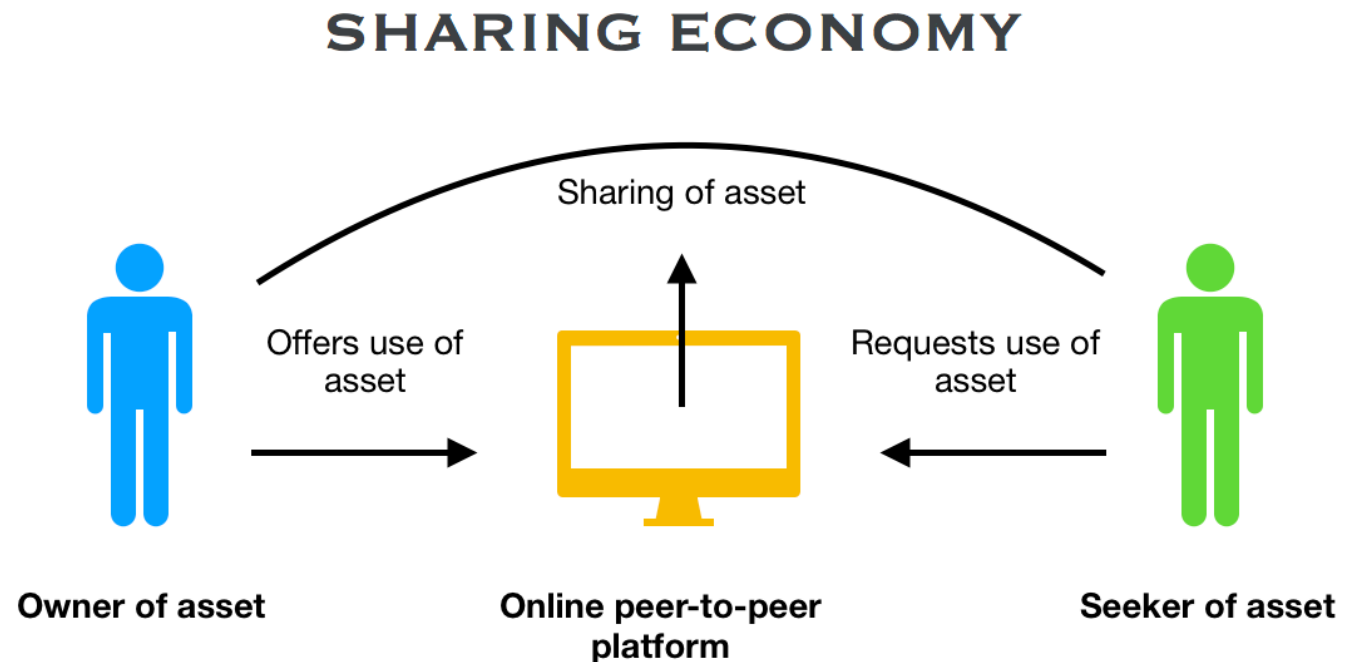 SHARING ECONOMY
Sharing of asset
Offers use of
asset
Requests use of
asset
Owner of asset
Online peer-to-peer
platform
Seeker of asset